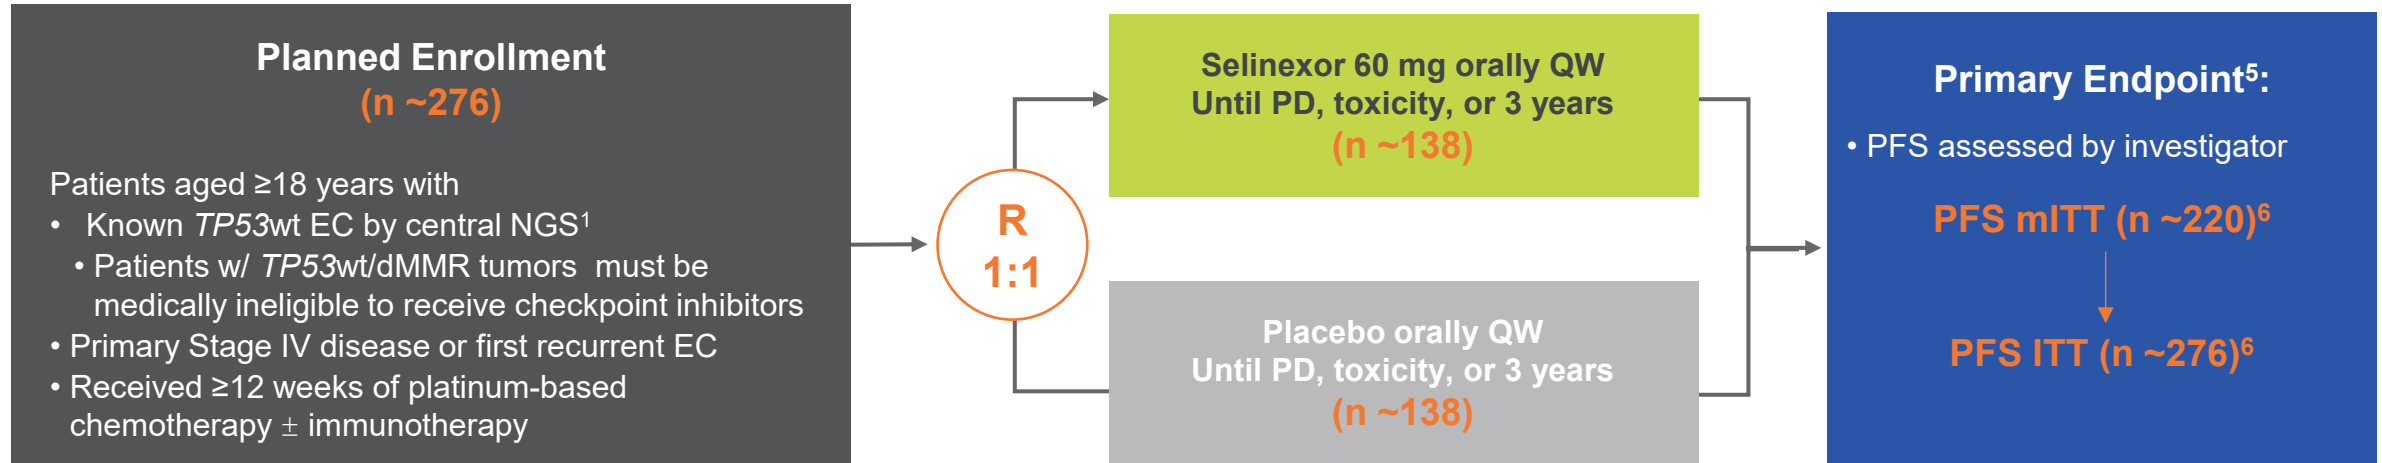 Planned Enrollment
(n ~276)
Patients aged ≥18 years with
• Known TP53wt EC by central NGS¹
• Patients w/ TP53wt/dMMR tumors must be
medically ineligible to receive checkpoint inhibitors
• Primary Stage IV disease or first recurrent EC
• Received ≥12 weeks of platinum-based
chemotherapy ± immunotherapy
R
1:1
Selinexor 60 mg orally QW
Until PD, toxicity, or 3 years
(n ~138)
Placebo orally QW
Until PD, toxicity, or 3 years
(n ~138)
Primary Endpoint⁵:
• PFS assessed by investigator
PFS mITT (n ~220)⁶
PFS ITT (n ~276)⁶